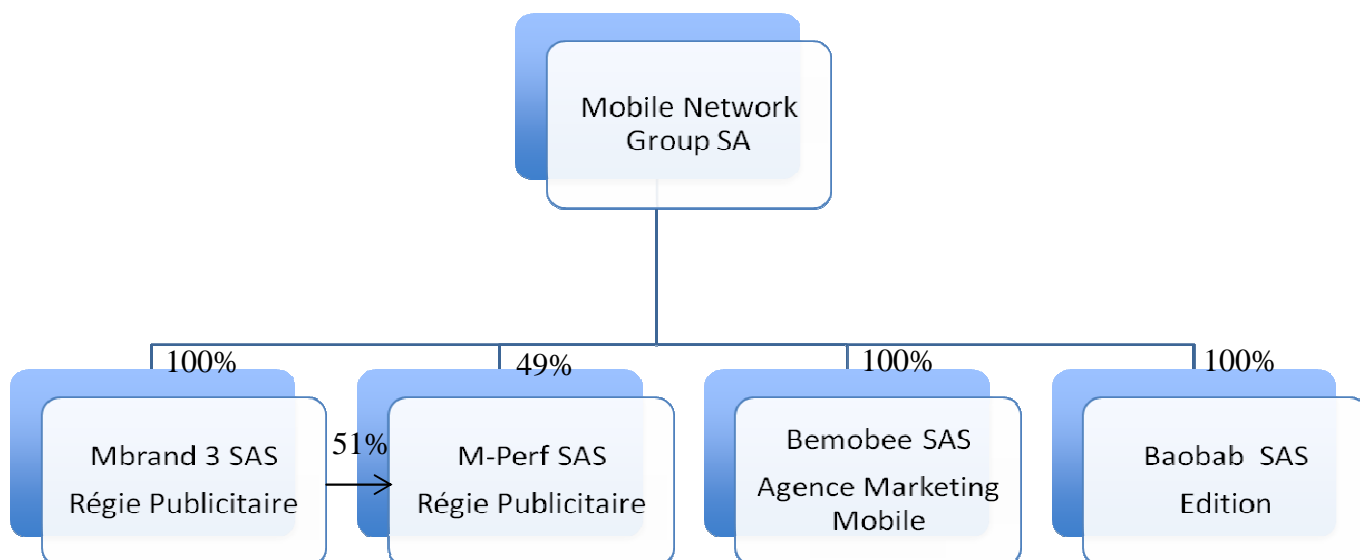 Mobile Network
Group SA
100%
49%
100%
100%
Mbrand 3 SAS
Régie Publicitaire
51%
M-Perf SAS
Régie Publicitaire
Bemobee SAS
Agence Marketing
Mobile
Baobab SAS
Edition